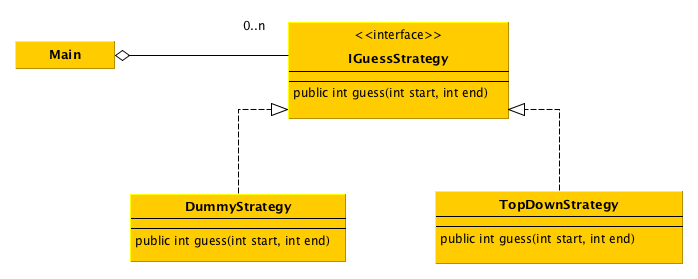 0..n
<<interface>>
Main
IGuessStrategy
public int guess(int start, int end)
DummyStrategy
public int guess(int start, int end)
TopDownStrategy
public int guess(int start, int end)